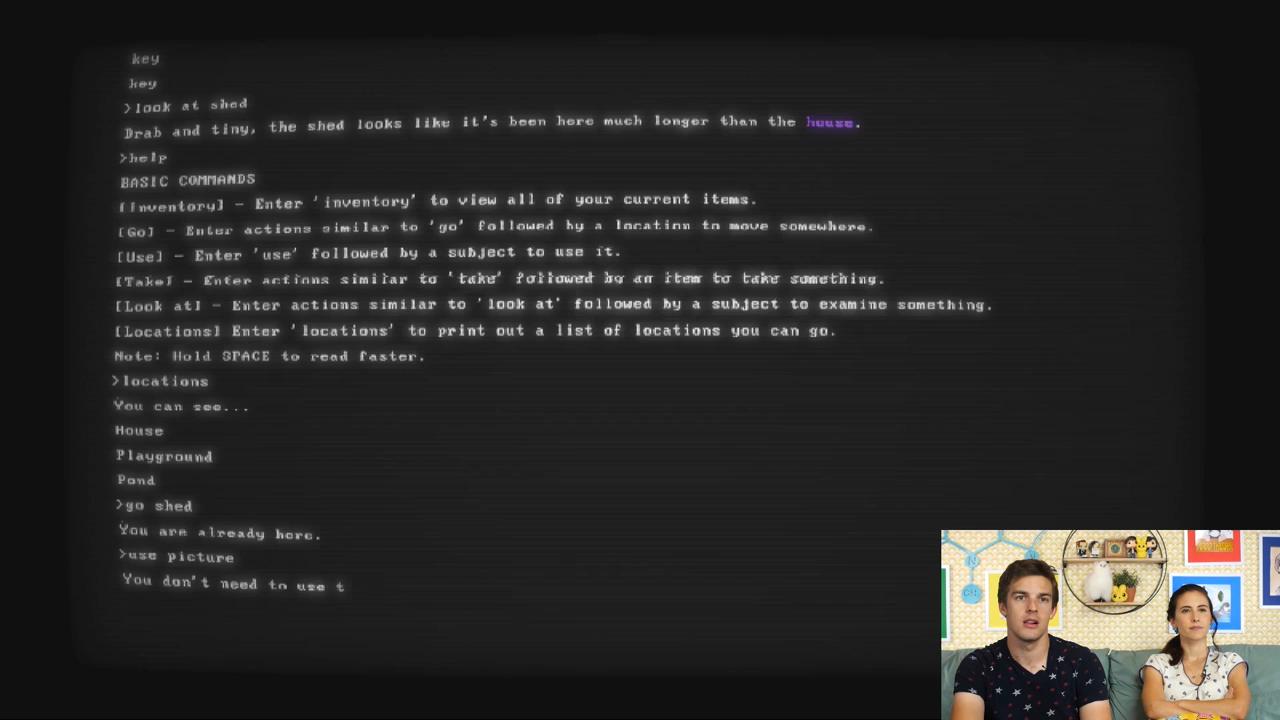 key
key
>look at shed
Drab and tiny, the shed looks like it's been here much longer than the house.
>help
BASIC COMMANDS
[Inventory] - Enter 'inventory' to view all of your current items.
[Go] - Enter actions similar to 'go' followed by a location to move somewhere.
[Use] - Enter 'use' followed by a subject to use it.
[Take] - Enter actions similar to 'take' followed by an item to take something.
[Look at] - Enter actions similar to 'look at' followed by a subject to examine something.
[Locations] Enter 'locations' to print out a list of locations you can go.
Note: Hold SPACE to read faster.
>locations
You can see...
House
Playground
Pond
>go shed
You are already here.
>use picture
You don't need to use t